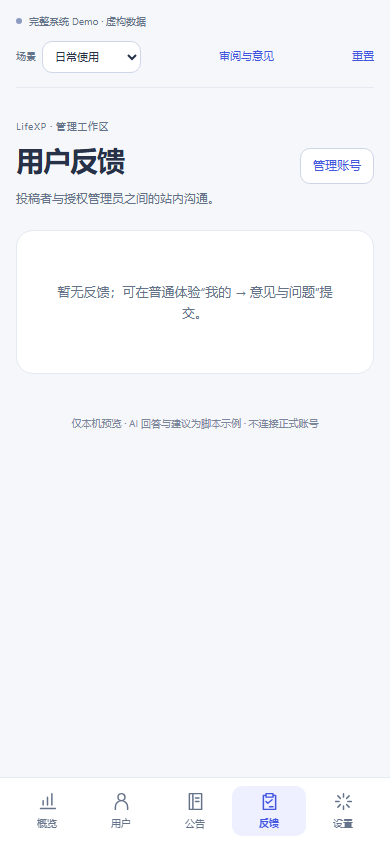 完整系统 Demo · 虚构数据
场景 日常使用 审阅与意见 重置
LifeXP · 管理工作区
用户反馈
管理账号
投稿者与授权管理员之间的站内沟通。
暂无反馈；可在普通体验“我的 → 意见与问题”提
交。
仅本机预览 · AI 回答与建议为脚本示例 · 不连接正式账号
概览 用户 公告 反馈 设置